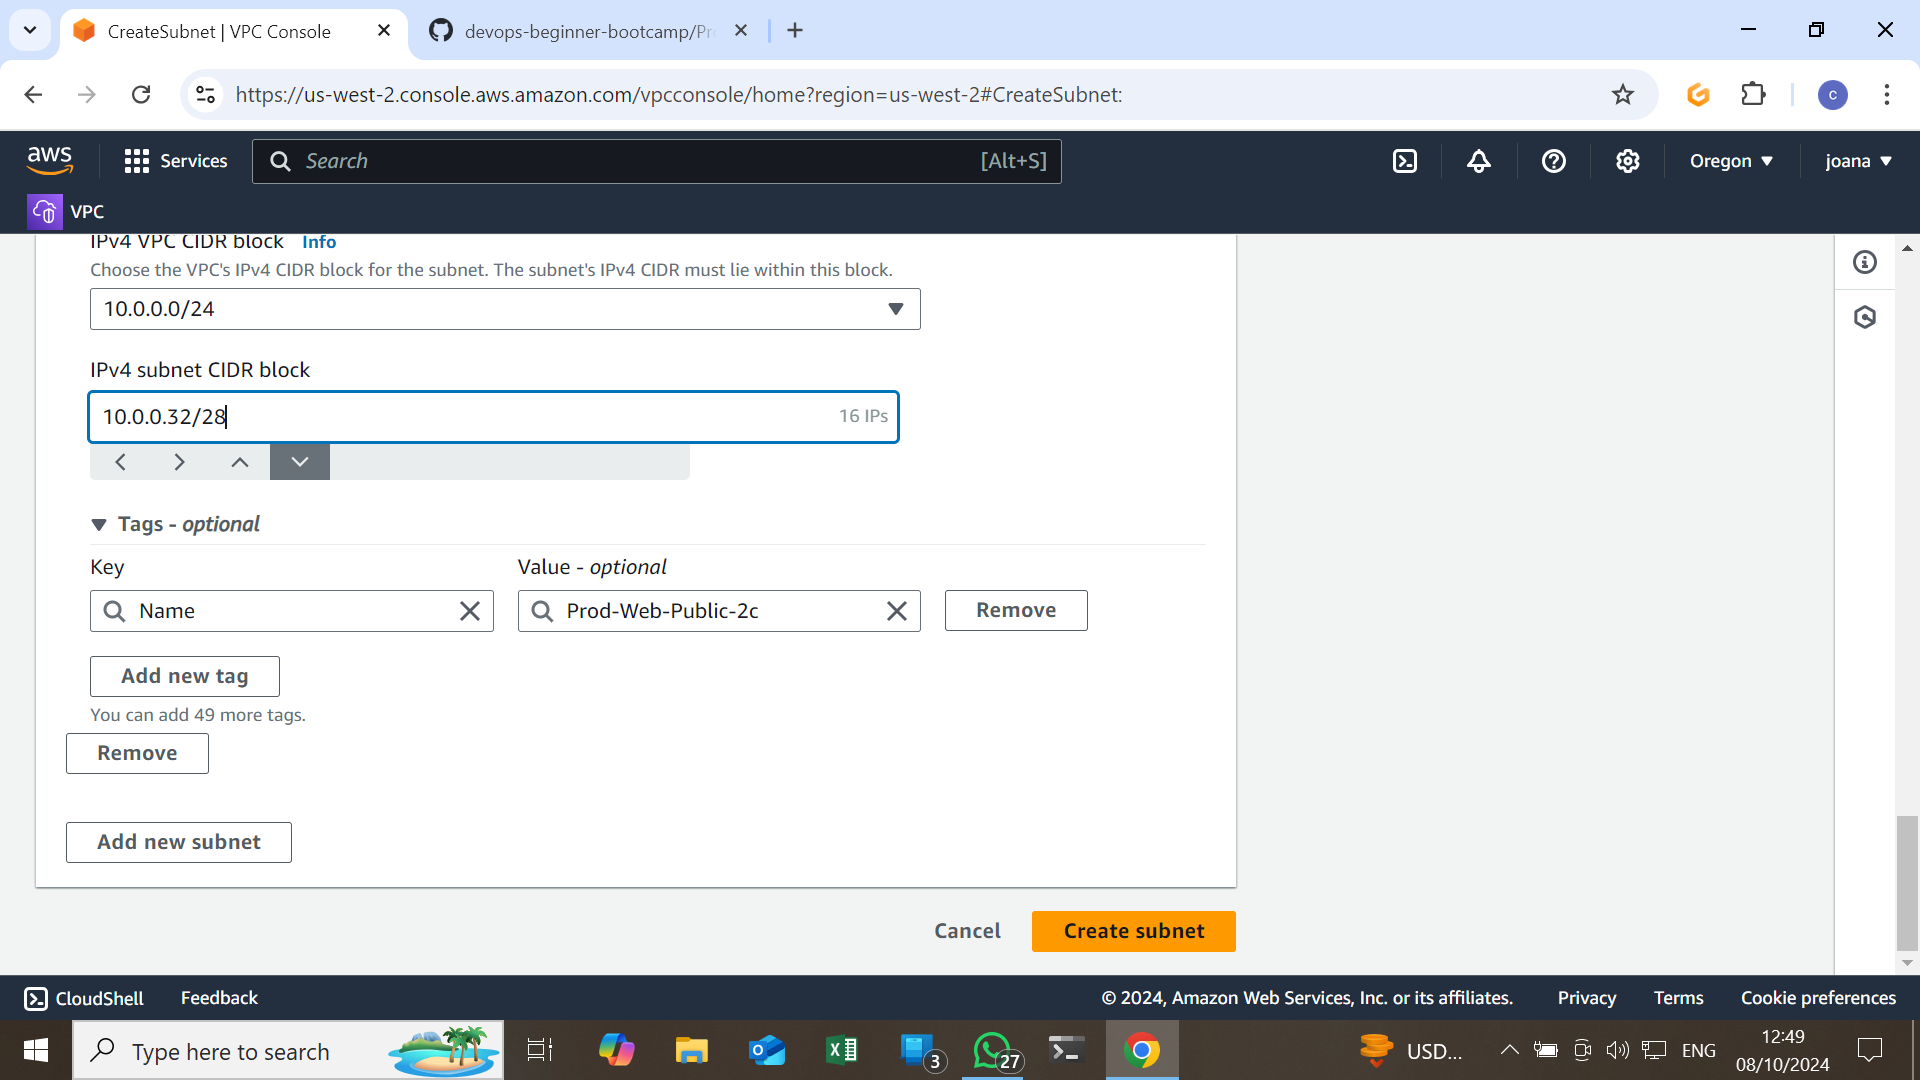 CreateSubnet | VPC Console
devops-beginner-bootcamp/Pr
https://us-west-2.console.aws.amazon.com/vpcconsole/home?region=us-west-2#CreateSubnet:
c
aws
Services
Search
[Alt+S]
Oregon
joana
VPC
IPv4 VPC CIDR block Info
Choose the VPC's IPv4 CIDR block for the subnet. The subnet's IPv4 CIDR must lie within this block.
10.0.0.0/24
IPv4 subnet CIDR block
10.0.0.32/28
16 IPs
Tags - optional
Key
Value - optional
Name
Prod-Web-Public-2c
Remove
Add new tag
You can add 49 more tags.
Remove
Add new subnet
Cancel
Create subnet
CloudShell
Feedback
© 2024, Amazon Web Services, Inc. or its affiliates.
Privacy
Terms
Cookie preferences
Type here to search
3
27
USD...
ENG
12:49
08/10/2024